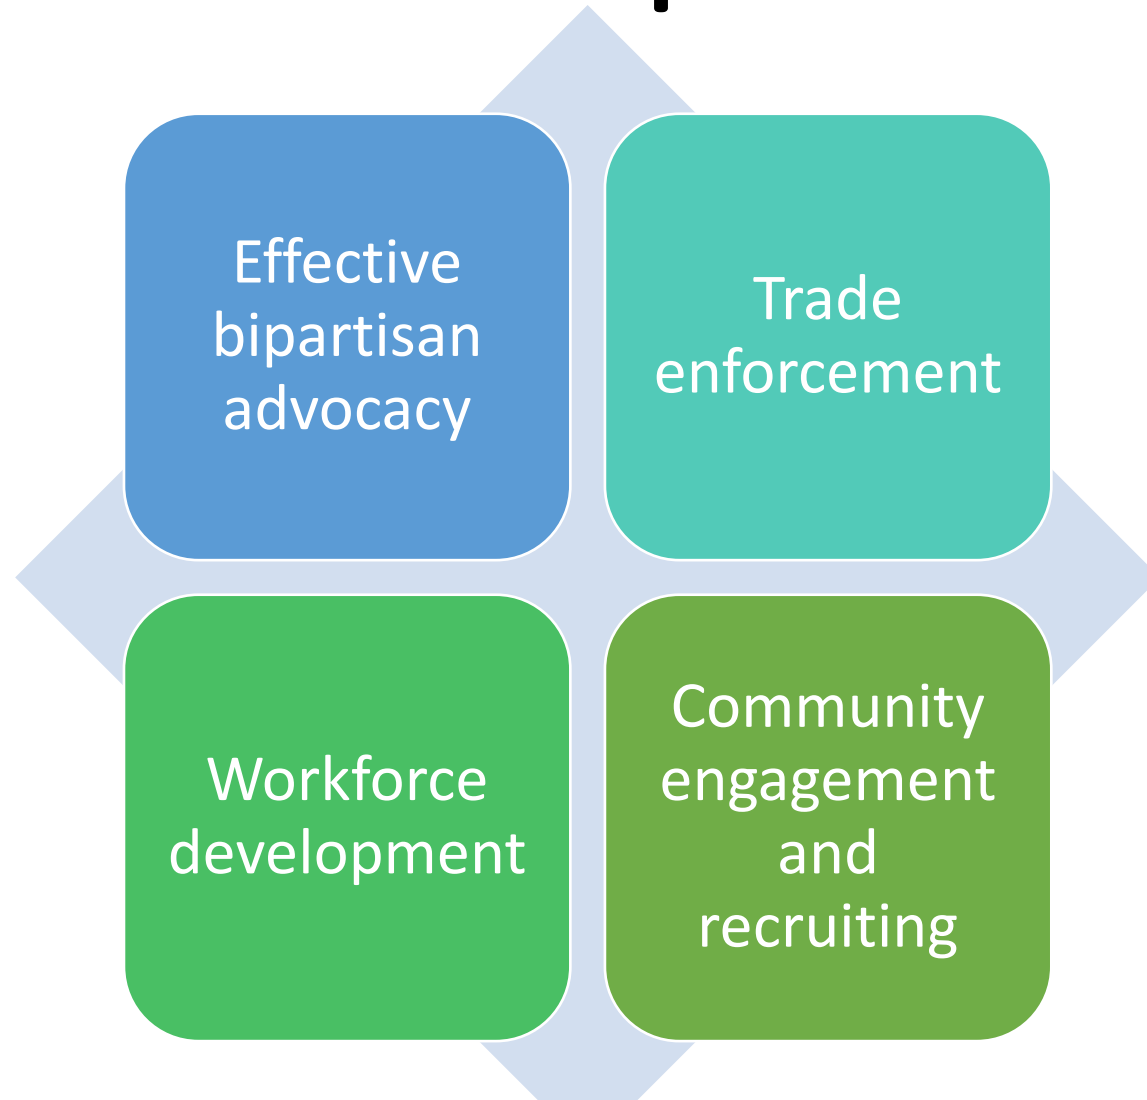 Effective
bipartisan
advocacy
Trade
enforcement
Workforce
development
Community
engagement
and
recruiting